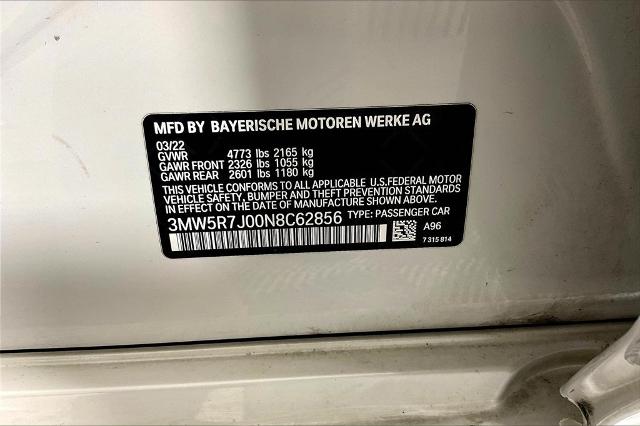 MFD BY BAYERISCHE MOTOREN WERKE AG
03/22
GVWR 4773 lbs 2165 kg
GAWR FRONT 2326 lbs 1055 kg
GAWR REAR 2601 lbs 1180 kg
THIS VEHICLE CONFORMS TO ALL APPLICABLE U.S.FEDERAL MOTOR
VEHICLE SAFETY, BUMPER AND THEFT PREVENTION STANDARDS
IN EFFECT ON THE DATE OF MANUFACTURE SHOWN ABOVE.
3MW5R7J00N8C62856 TYPE: PASSENGER CAR
A96
7 315 814